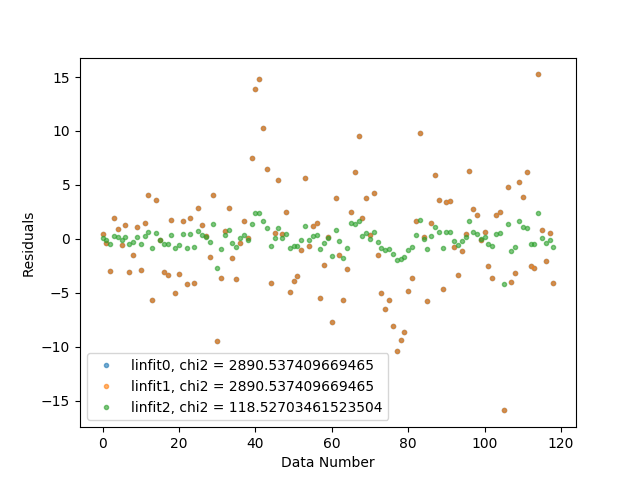 15
10
5
0
−5
−10
−15
Residuals
linfit0, chi2 = 2890.537409669465
linfit1, chi2 = 2890.537409669465
linfit2, chi2 = 118.52703461523504
0 20 40 60 80 100 120
Data Number